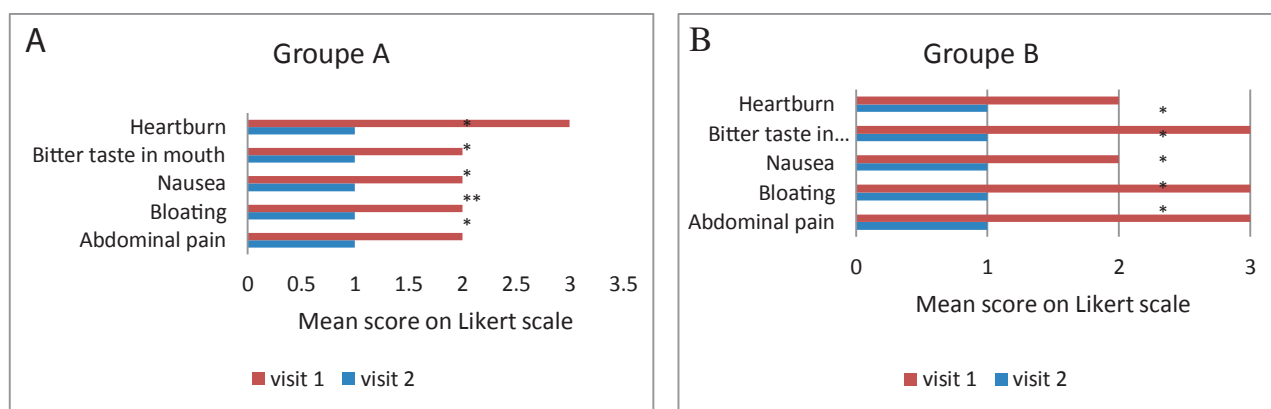 A
Groupe A
Heartburn
*
Bitter taste in mouth
*
Nausea
*
Bloating
**
Abdominal pain
*
0 0.5 1 1.5 2 2.5 3 3.5
Mean score on Likert scale
visit 1 visit 2
B
Groupe B
Heartburn
*
Bitter taste in...
*
Nausea
*
Bloating
*
Abdominal pain
*
0 1 2 3
Mean score on Likert scale
visit 1 visit 2